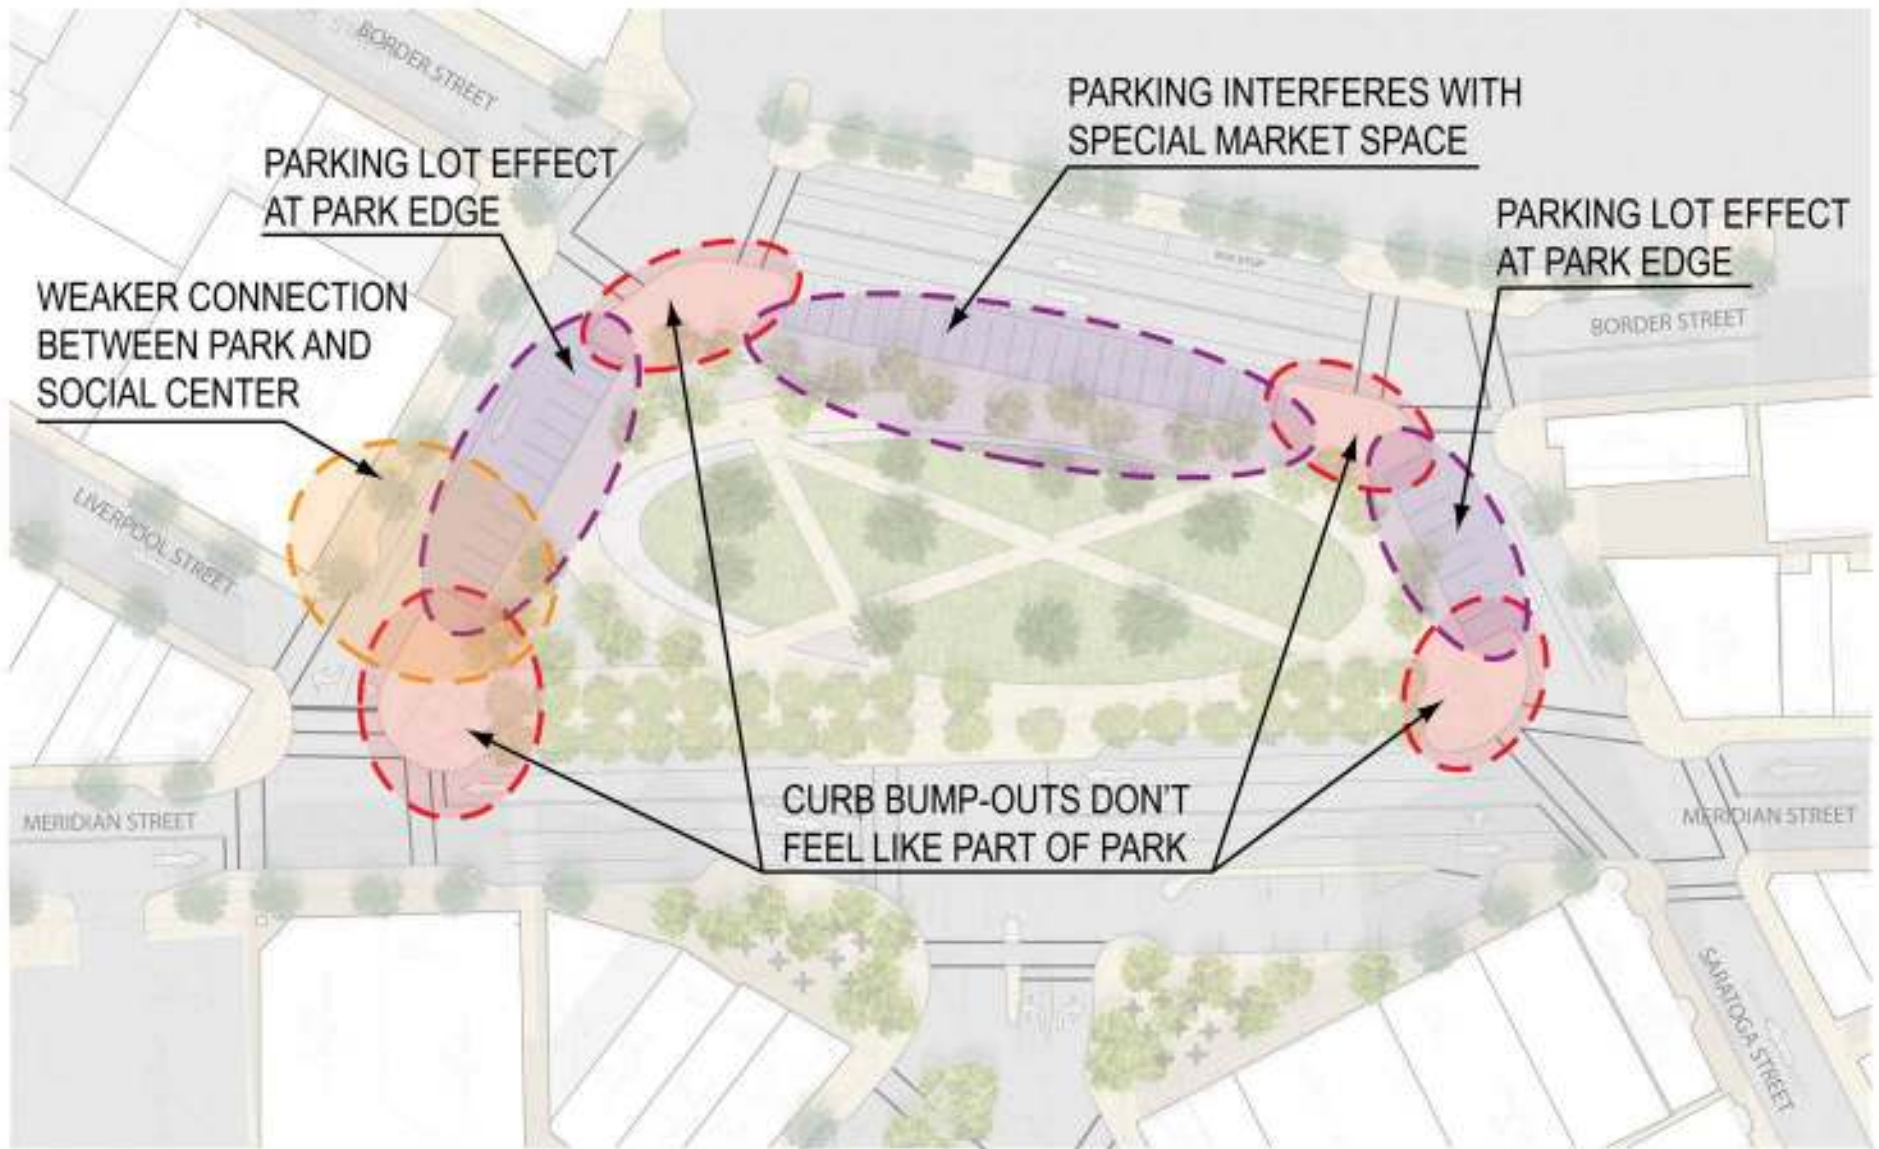 BORDER STREET
PARKING INTERFERES WITH
SPECIAL MARKET SPACE
PARKING LOT EFFECT
AT PARK EDGE
PARKING LOT EFFECT
AT PARK EDGE
WEAKER CONNECTION
BETWEEN PARK AND
SOCIAL CENTER
BORDER STREET
LIVERPOOL STREET
CURB BUMP-OUTS DON'T
FEEL LIKE PART OF PARK
MERIDIAN STREET
MERIDIAN STREET
SARATOGA STREET